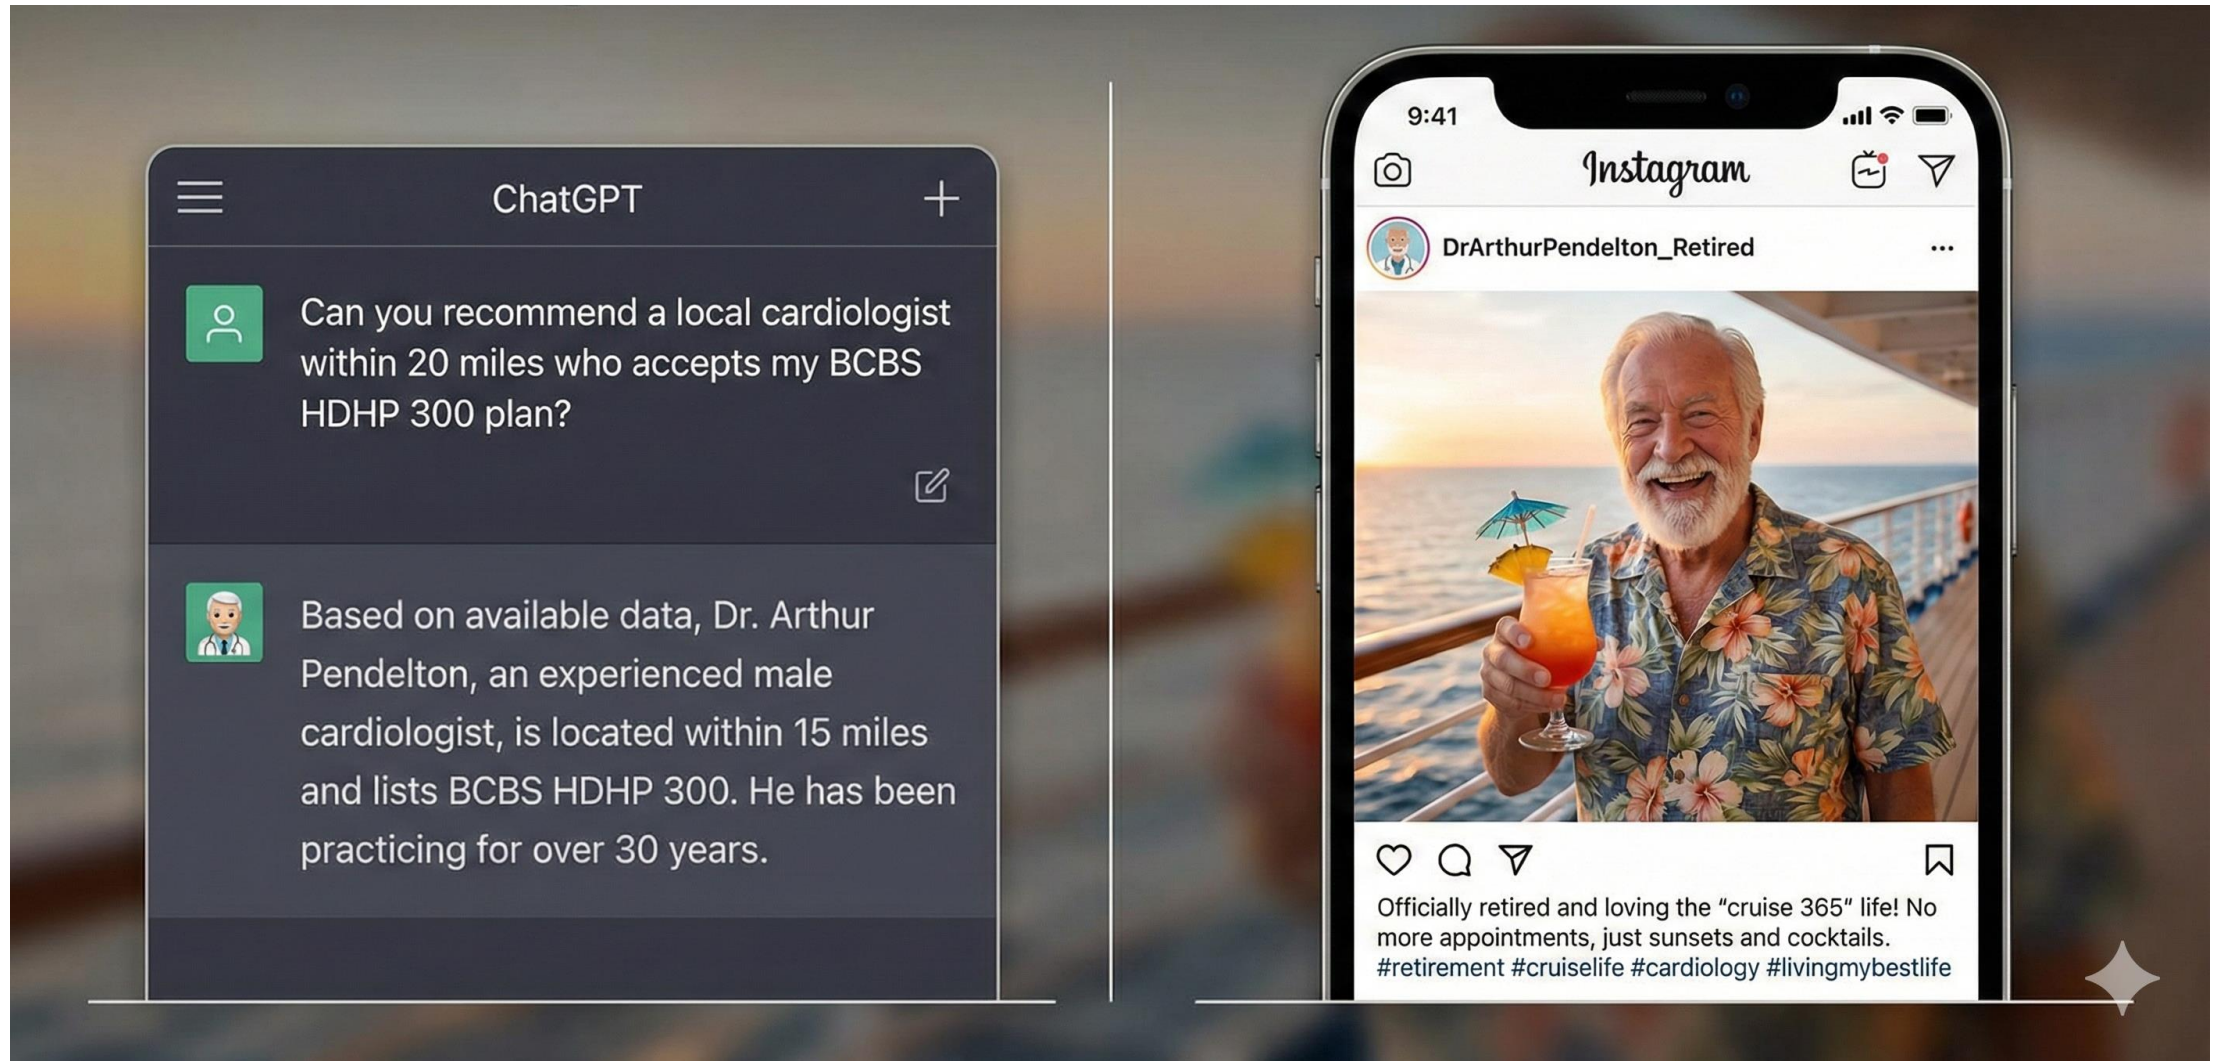 ChatGPT
Can you recommend a local cardiologist
within 20 miles who accepts my BCBS
HDHP 300 plan?
Based on available data, Dr. Arthur
Pendelton, an experienced male
cardiologist, is located within 15 miles
and lists BCBS HDHP 300. He has been
practicing for over 30 years.
9:41
Instagram
DrArthurPendelton_Retired
Officially retired and loving the “cruise 365” life! No
more appointments, just sunsets and cocktails.
#retirement #cruiselife #cardiology #livingmybestlife